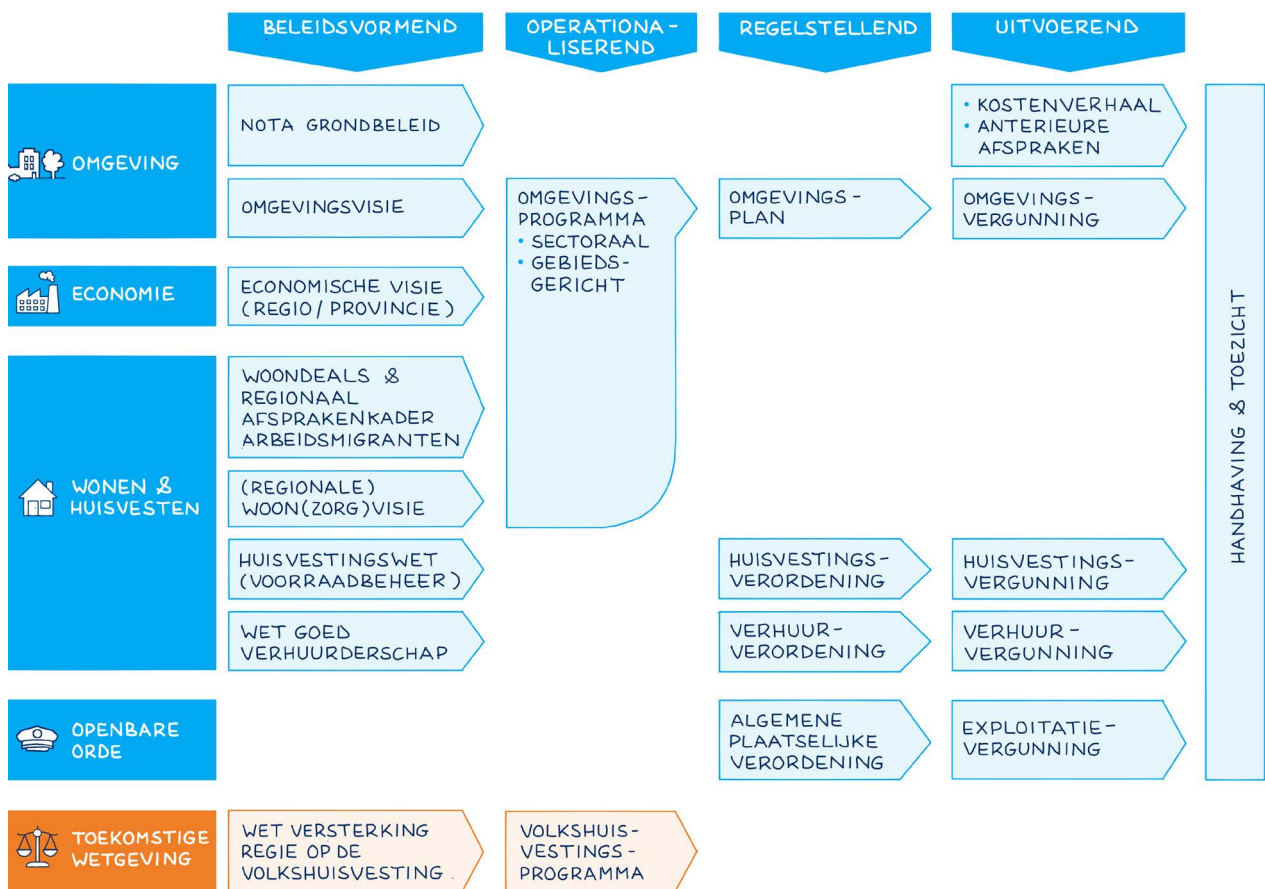 BELEIDSVORMEND
OPERATIONA-
LISEREND
REGELSTELLEND
UITVOEREND
OMGEVING
NOTA GRONDBELEID
• KOSTENVERHAAL
• ANTERIEURE
AFSPRAKEN
OMGEVINGSVISIE
OMGEVINGS-
PROGRAMMA
• SECTORAAL
• GEBIEDS-
GERICHT
OMGEVINGS-
PLAN
OMGEVINGS-
VERGUNNING
ECONOMIE
ECONOMISCHE VISIE
(REGIO / PROVINCIE)
WONEN &
HUISVESTEN
WOONDEALS &
REGIONAAL
AFSPRAKENKADER
ARBEIDSMIGRANTEN
(REGIONALE)
WOON(ZORG)VISIE
HUISVESTINGSWET
(VOORRAADBEHEER)
HUISVESTINGS-
VERORDENING
HUISVESTINGS-
VERGUNNING
WET GOED
VERHUURDERSCHAP
VERHUUR-
VERORDENING
VERHUUR-
VERGUNNING
OPENBARE
ORDE
ALGEMENE
PLAATSELIJKE
VERORDENING
EXPLOITATIE-
VERGUNNING
HANDHAVING & TOEZICHT
TOEKOMSTIGE
WETGEVING
WET VERSTERKING
REGIE OP DE
VOLKSHUISVESTING.
VOLKSHUIS-
VESTINGS-
PROGRAMMA